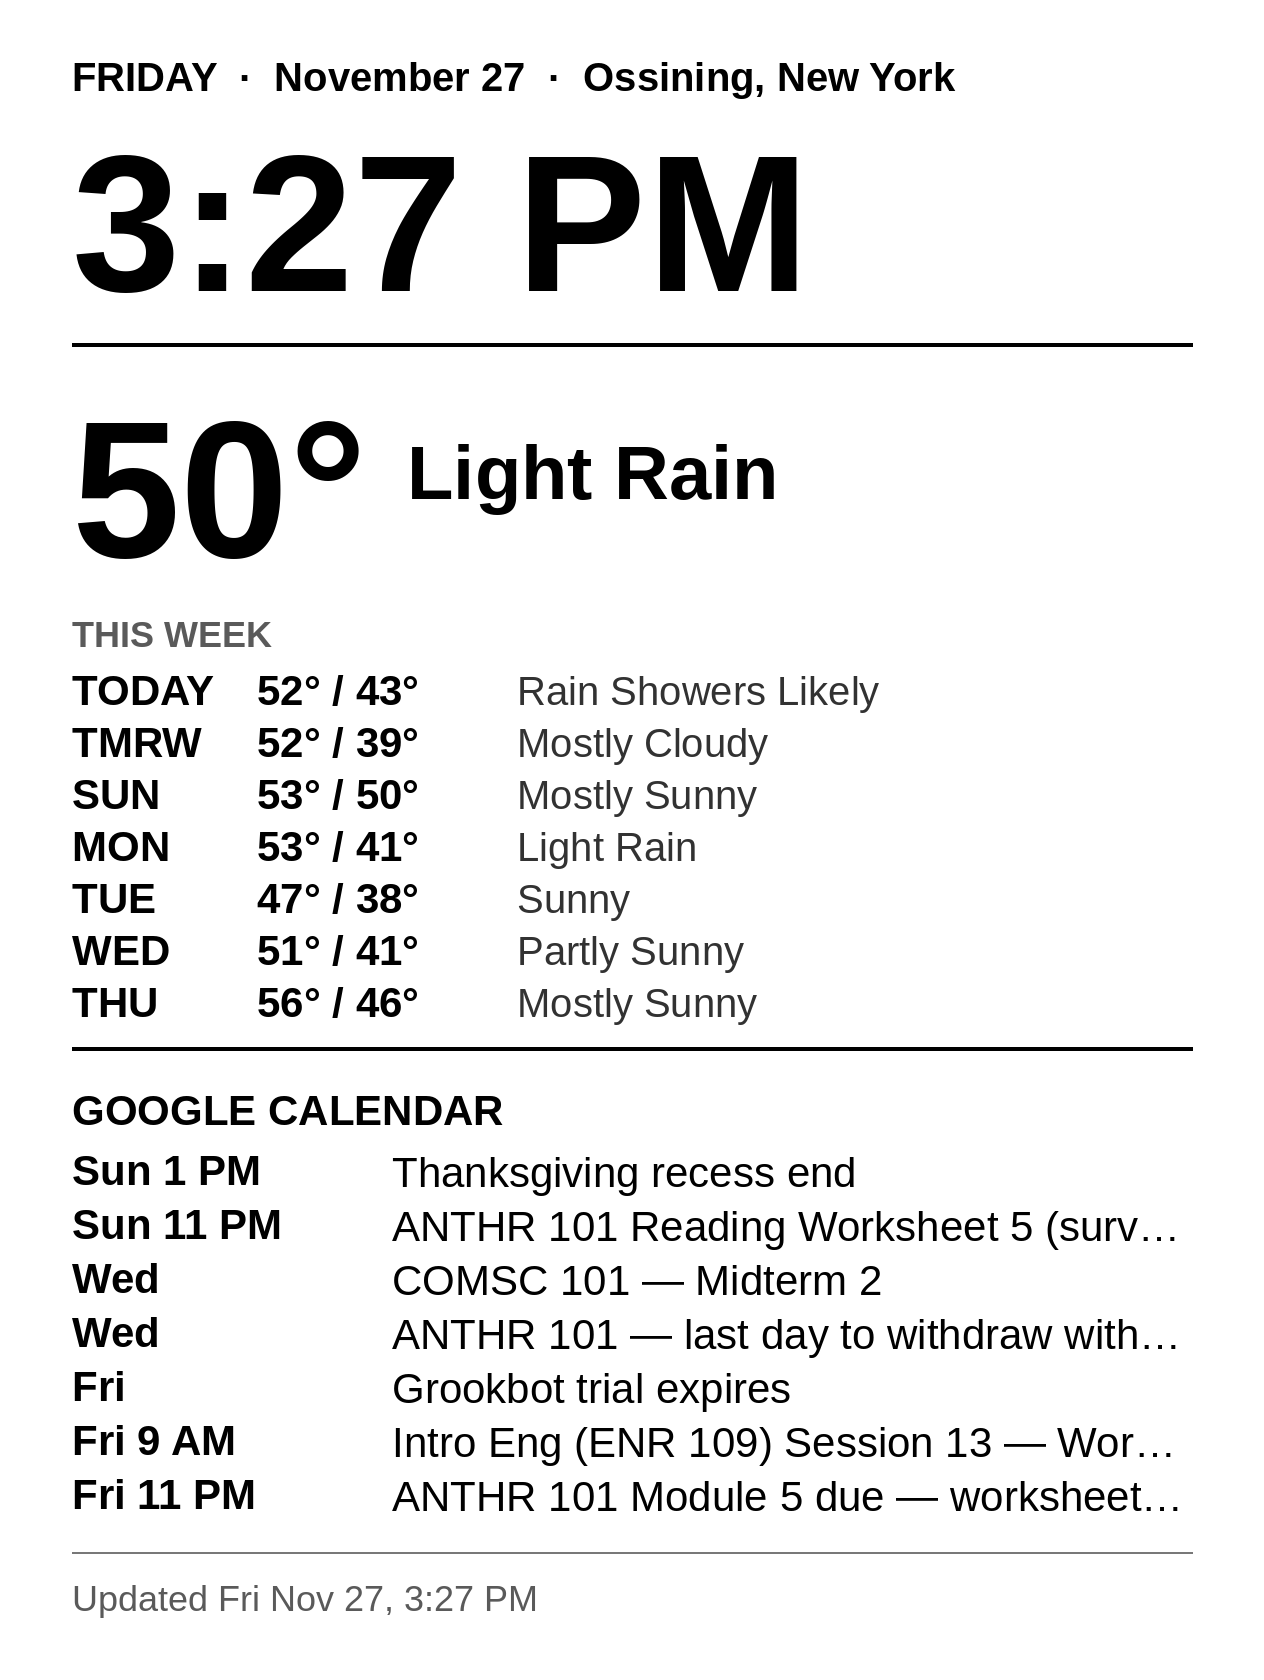 FRIDAY · November 27 · Ossining, New York
3:27 PM
50° Light Rain
THIS WEEK
TODAY 52° / 43° Rain Showers Likely
TMRW 52° / 39° Mostly Cloudy
SUN 53° / 50° Mostly Sunny
MON 53° / 41° Light Rain
TUE 47° / 38° Sunny
WED 51° / 41° Partly Sunny
THU 56° / 46° Mostly Sunny
GOOGLE CALENDAR
Sun 1 PM Thanksgiving recess end
Sun 11 PM ANTHR 101 Reading Worksheet 5 (surv…
Wed COMSC 101 — Midterm 2
Wed ANTHR 101 — last day to withdraw with…
Fri Grookbot trial expires
Fri 9 AM Intro Eng (ENR 109) Session 13 — Wor…
Fri 11 PM ANTHR 101 Module 5 due — worksheet…
Updated Fri Nov 27, 3:27 PM